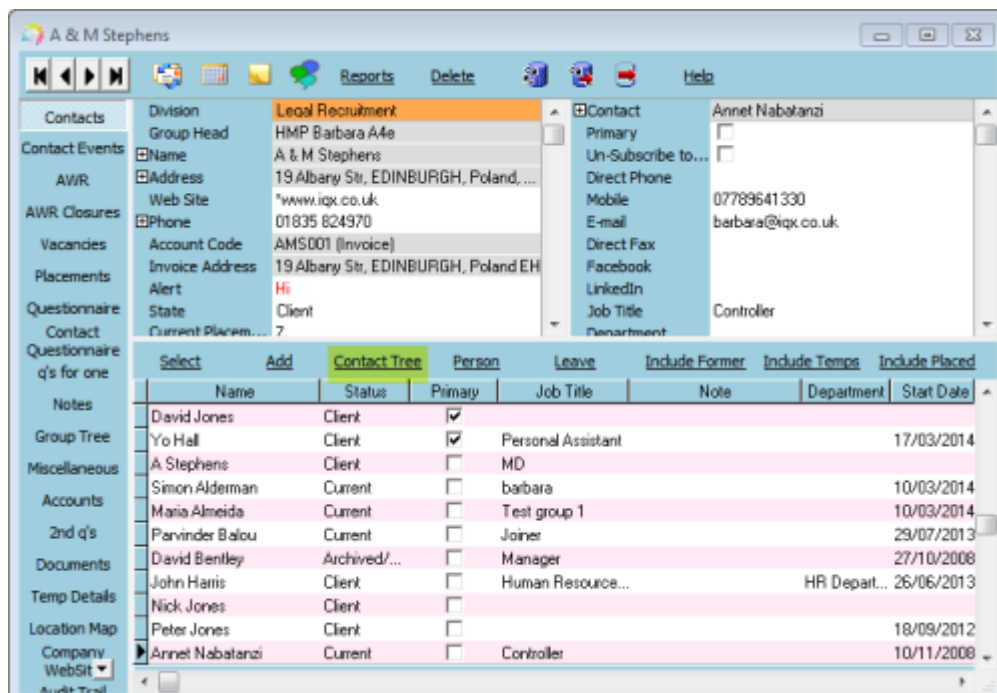 A & M Stephens
Reports Delete Help
Contacts
Contact Events
AWR
AWR Closures
Vacancies
Placements
Questionnaire
Contact
Questionnaire
q's for one
Notes
Group Tree
Miscellaneous
Accounts
2nd q's
Documents
Temp Details
Location Map
Company
WebSit
Audit Trail
Division Legal Recruitment
Group Head HMP Barbara A4e
Name A & M Stephens
Address 19 Albany Str, EDINBURGH, Poland, ...
Web Site "www.iqx.co.uk
Phone 01835 824970
Account Code AMS001 (Invoice)
Invoice Address 19 Albany Str, EDINBURGH, Poland EH
Alert Hi
State Client
Current Placem... 7
Contact Annet Nabatanzi
Primary
Un-Subscribe to...
Direct Phone
Mobile 07789641330
E-mail barbara@iqx.co.uk
Direct Fax
Facebook
LinkedIn
Job Title Controller
Department
Select Add Contact Tree Person Leave Include Former Include Temps Include Placed
Name Status Primary Job Title Note Department Start Date
David Jones Client
Yo Hall Client Personal Assistant 17/03/2014
A Stephens Client MD
Simon Alderman Current barbara 10/03/2014
Maria Almeida Current Test group 1 10/03/2014
Parvinder Balou Current Joiner 29/07/2013
David Bentley Archived/... Manager 27/10/2008
John Harris Client Human Resource... HR Depart... 26/06/2013
Nick Jones Client
Peter Jones Client 18/09/2012
Annet Nabatanzi Current Controller 10/11/2008